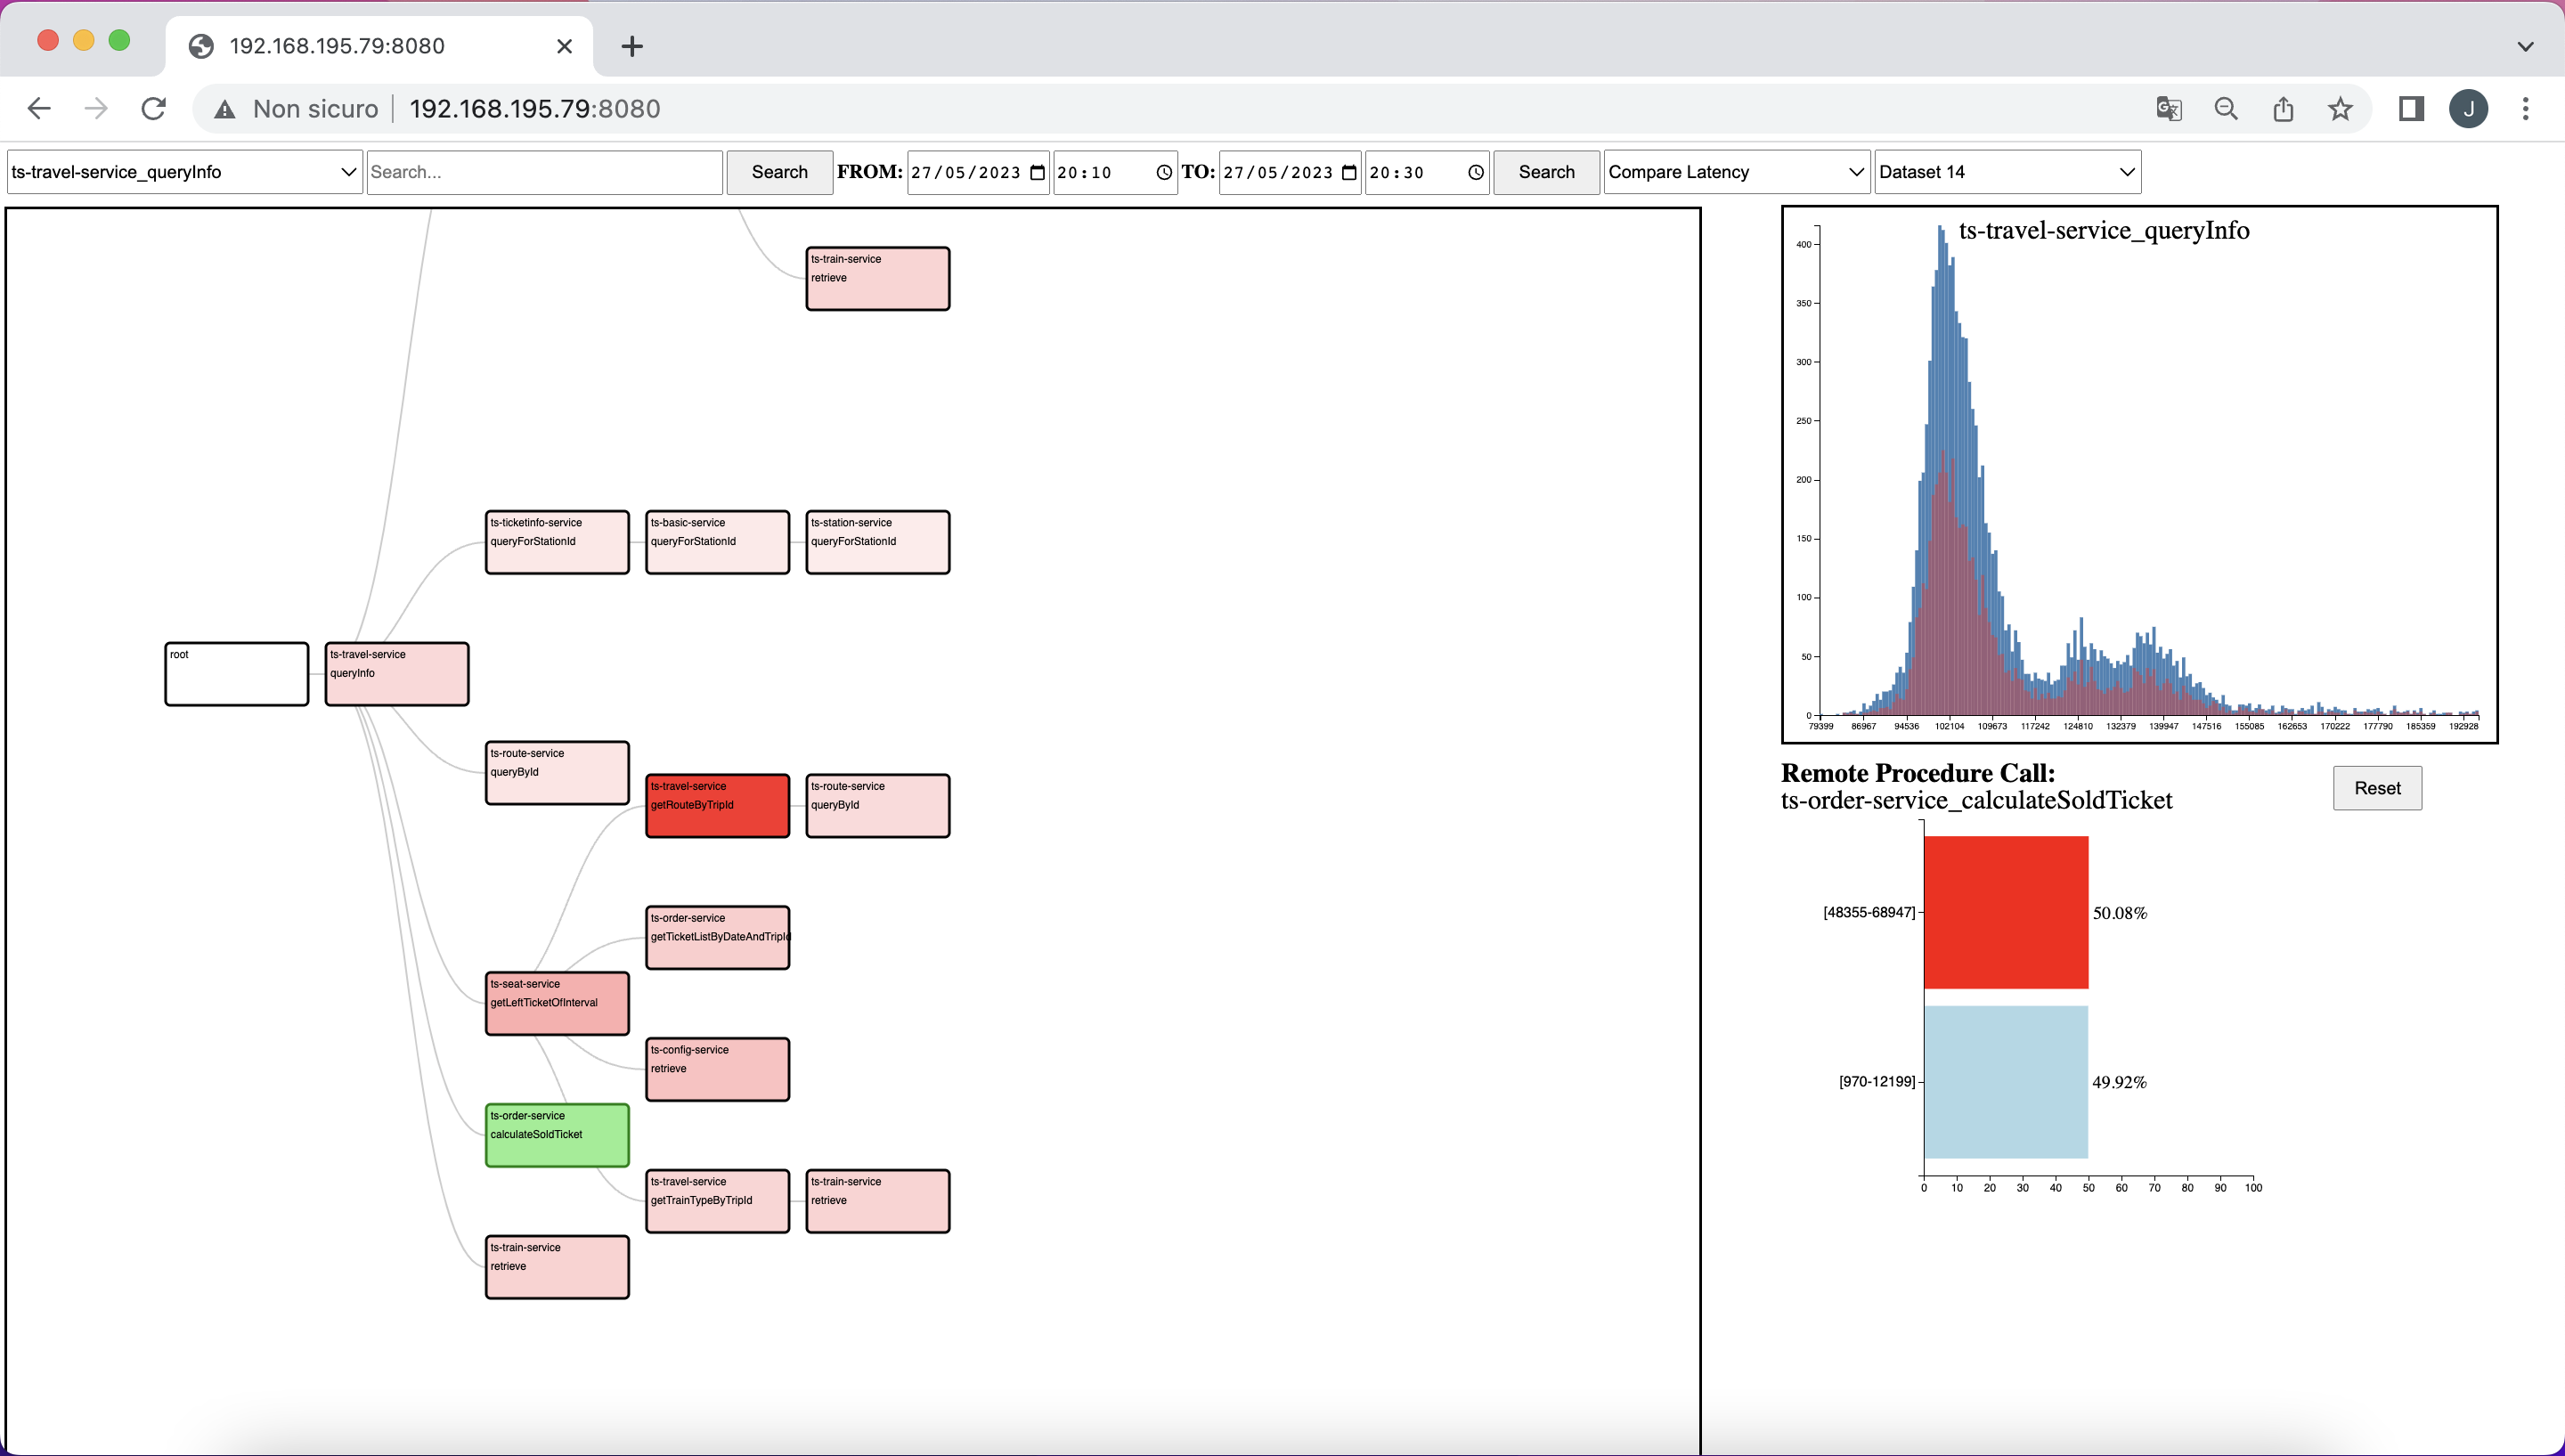 192.168.195.79:8080
Non sicuro 192.168.195.79:8080
J
ts-travel-service_queryInfo Search... Search FROM: 27/05/2023 20:10 TO: 27/05/2023 20:30 Search Compare Latency Dataset 14
ts-train-service
retrieve
ts-ticketinfo-service
queryForStationId
ts-basic-service
queryForStationId
ts-station-service
queryForStationId
root
ts-travel-service
queryInfo
ts-route-service
queryById
ts-travel-service
getRouteByTripId
ts-route-service
queryById
ts-order-service
getTicketListByDateAndTripId
ts-seat-service
getLeftTicketOfInterval
ts-config-service
retrieve
ts-order-service
calculateSoldTicket
ts-travel-service
getTrainTypeByTripId
ts-train-service
retrieve
ts-train-service
retrieve
ts-travel-service_queryInfo
400
350
300
250
200
150
100
50
0
79399 86967 94536 102104 109673 117242 124810 132379 139947 147516 155085 162653 170222 177790 185359 192928
Remote Procedure Call:
ts-order-service_calculateSoldTicket
Reset
[48355-68947] 50.08%
[970-12199] 49.92%
0 10 20 30 40 50 60 70 80 90 100